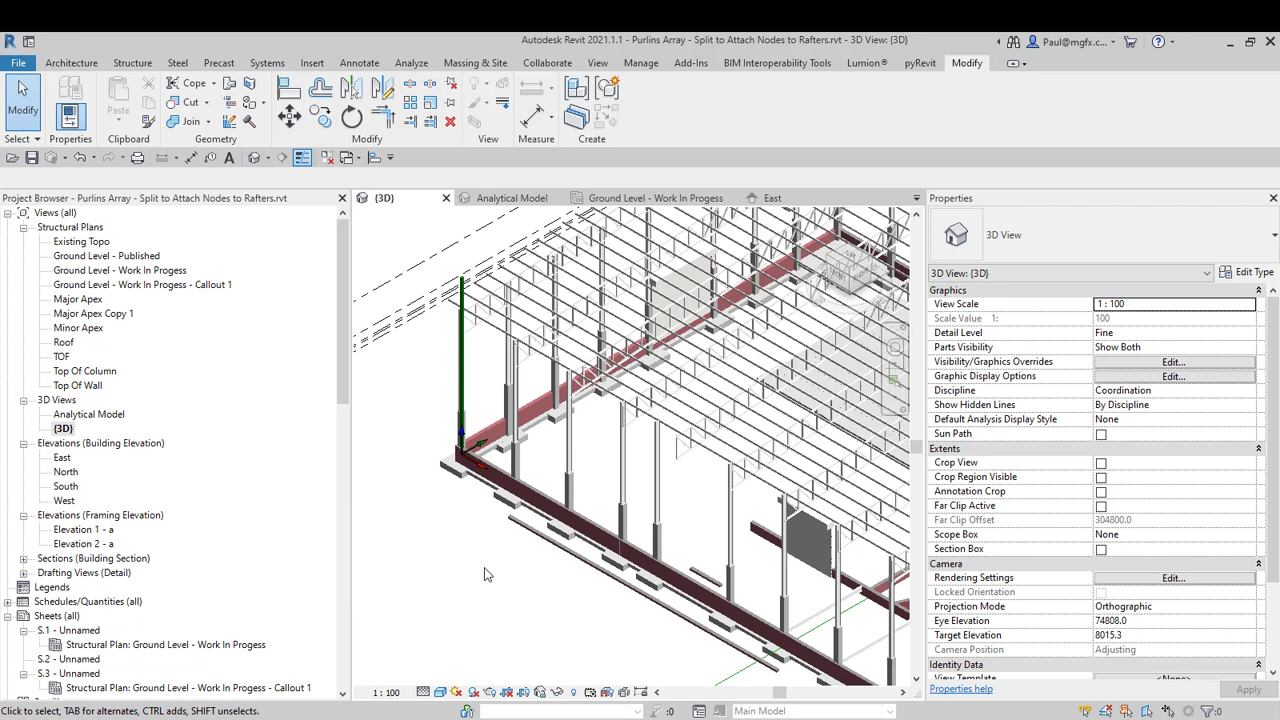 Autodesk Revit 2021.1.1 - Purlins Array - Split to Attach Nodes to Rafters.rvt - 3D View: {3D}
Paul@mgfx.c...
File Architecture Structure Steel Precast Systems Insert Annotate Analyze Massing & Site Collaborate View Manage Add-Ins BIM Interoperability Tools Lumion® pyRevit Modify
Modify
Paste
Cope
Cut
Join
Select Properties Clipboard Geometry Modify View Measure Create
Project Browser - Purlins Array - Split to Attach Nodes to Rafters.rvt
Views (all)
Structural Plans
Existing Topo
Ground Level - Published
Ground Level - Work In Progess
Ground Level - Work In Progess - Callout 1
Major Apex
Major Apex Copy 1
Minor Apex
Roof
TOF
Top Of Column
Top Of Wall
3D Views
Analytical Model
{3D}
Elevations (Building Elevation)
East
North
South
West
Elevations (Framing Elevation)
Elevation 1 - a
Elevation 2 - a
Sections (Building Section)
Drafting Views (Detail)
Legends
Schedules/Quantities (all)
Sheets (all)
S.1 - Unnamed
Structural Plan: Ground Level - Work In Progess
S.2 - Unnamed
S.3 - Unnamed
Structural Plan: Ground Level - Work In Progess - Callout 1
{3D} Analytical Model Ground Level - Work In Progess East
1 : 100
Properties
3D View
3D View: {3D} Edit Type
Graphics
View Scale 1 : 100
Scale Value 1: 100
Detail Level Fine
Parts Visibility Show Both
Visibility/Graphics Overrides Edit...
Graphic Display Options Edit...
Discipline Coordination
Show Hidden Lines By Discipline
Default Analysis Display Style None
Sun Path
Extents
Crop View
Crop Region Visible
Annotation Crop
Far Clip Active
Far Clip Offset 304800.0
Scope Box None
Section Box
Camera
Rendering Settings Edit...
Locked Orientation
Projection Mode Orthographic
Eye Elevation 74808.0
Target Elevation 8015.3
Camera Position Adjusting
Identity Data
View Template <None>
Properties help Apply
Click to select, TAB for alternates, CTRL adds, SHIFT unselects. :0 Main Model :0